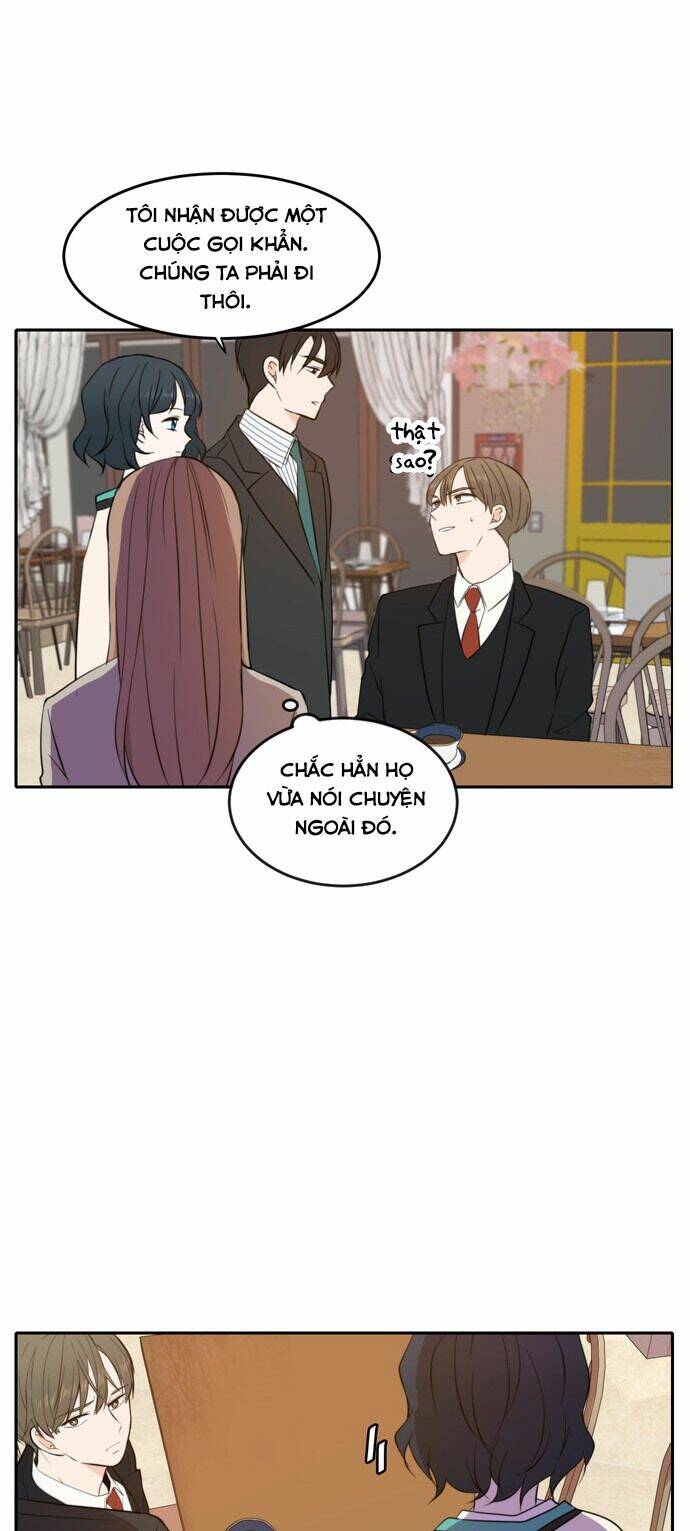 TÔI NHẬN ĐƯỢC MỘT
CUỘC GỌI KHẨN.
CHÚNG TA PHẢI ĐI
THÔI.
thật
sao?
CHẮC HẲN HỌ
VỪA NÓI CHUYỆN
NGOÀI ĐÓ.